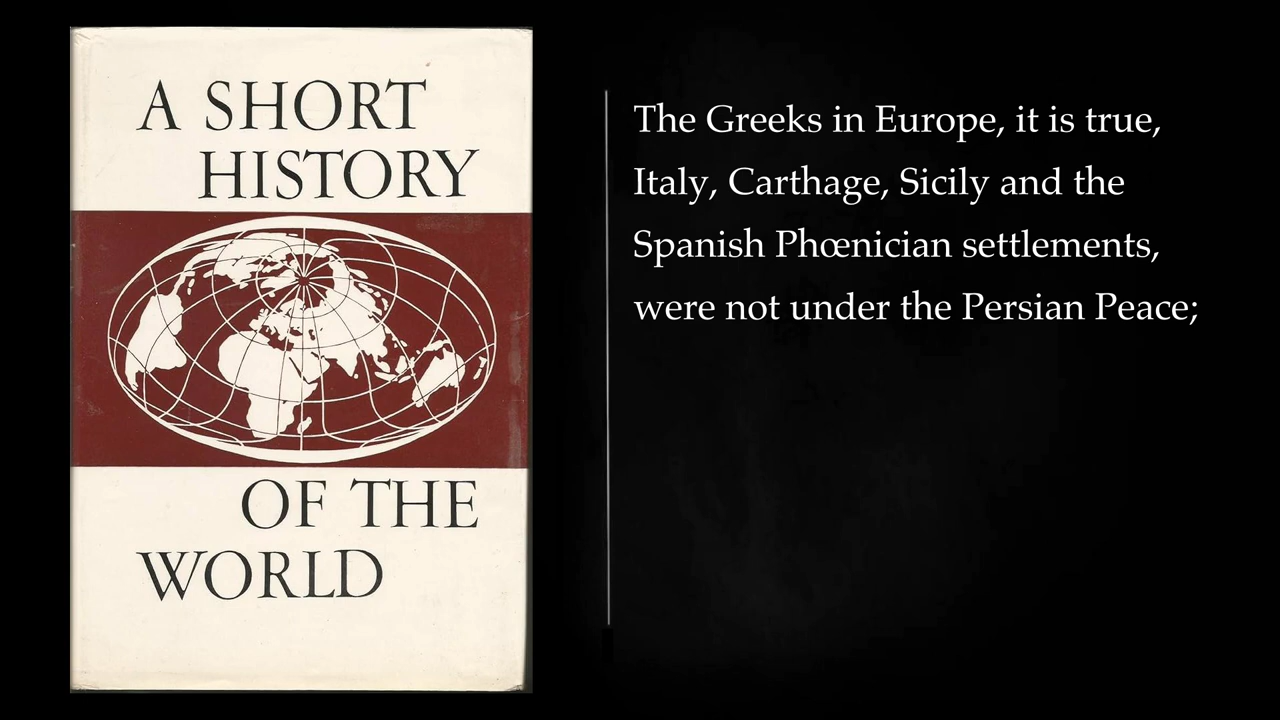 A SHORT
HISTORY
OF THE
WORLD
The Greeks in Europe, it is true,
Italy, Carthage, Sicily and the
Spanish Phœnician settlements,
were not under the Persian Peace;